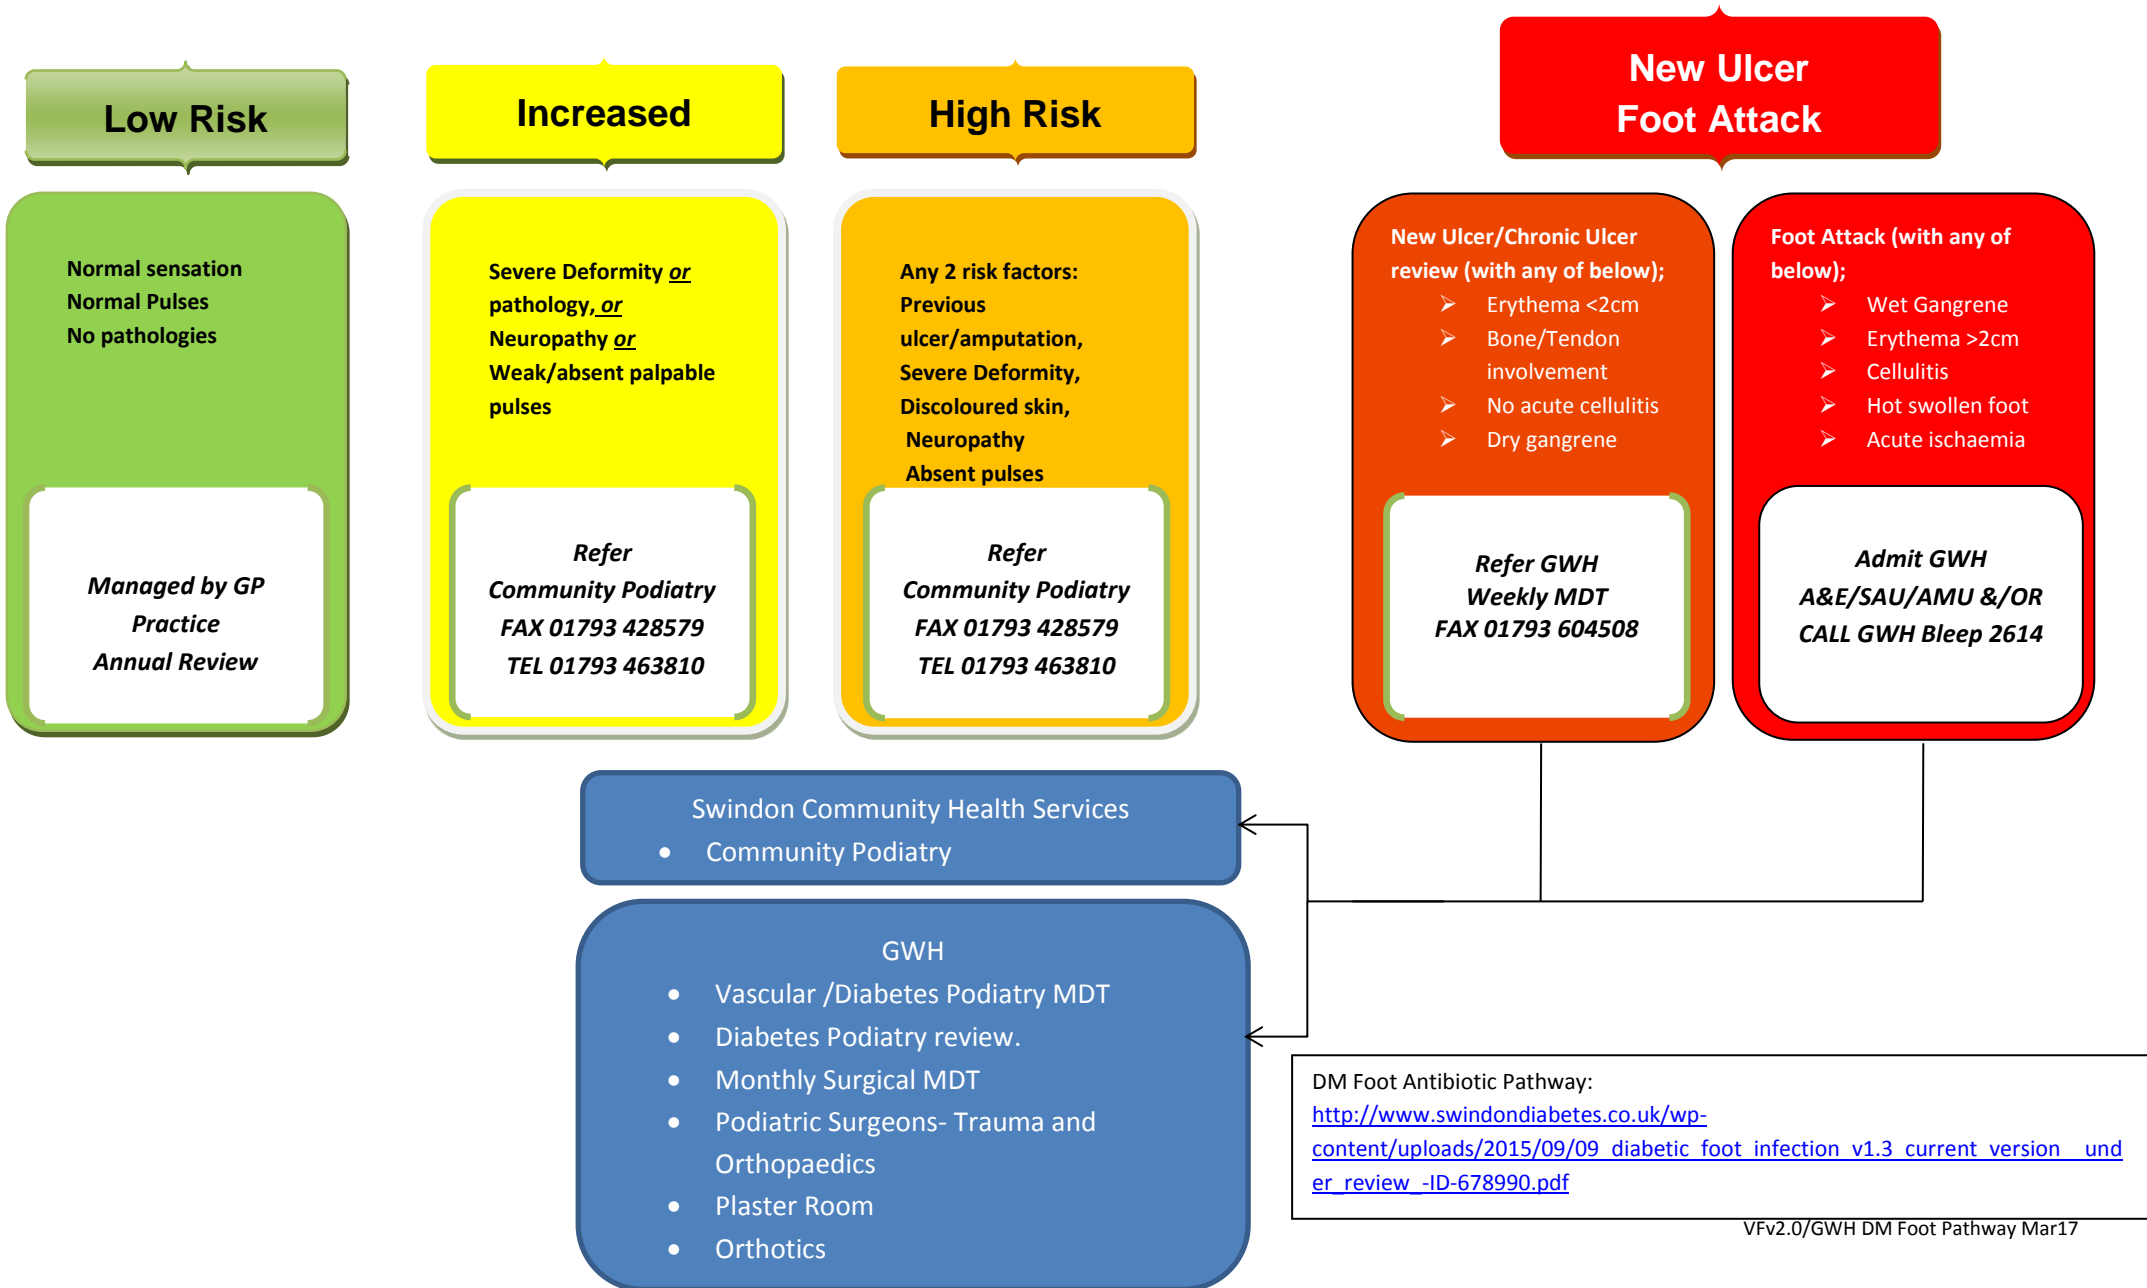 Low Risk
Normal sensation
Normal Pulses
No pathologies
Managed by GP
Practice
Annual Review
Increased
Severe Deformity or
pathology, or
Neuropathy or
Weak/absent palpable
pulses
Refer
Community Podiatry
FAX 01793 428579
TEL 01793 463810
High Risk
Any 2 risk factors:
Previous
ulcer/amputation,
Severe Deformity,
Discoloured skin,
Neuropathy
Absent pulses
Refer
Community Podiatry
FAX 01793 428579
TEL 01793 463810
New Ulcer
Foot Attack
New Ulcer/Chronic Ulcer
review (with any of below);
➢ Erythema <2cm
➢ Bone/Tendon
involvement
➢ No acute cellulitis
➢ Dry gangrene
Refer GWH
Weekly MDT
FAX 01793 604508
Foot Attack (with any of
below);
➢ Wet Gangrene
➢ Erythema >2cm
➢ Cellulitis
➢ Hot swollen foot
➢ Acute ischaemia
Admit GWH
A&E/SAU/AMU &/OR
CALL GWH Bleep 2614
Swindon Community Health Services
• Community Podiatry
GWH
• Vascular /Diabetes Podiatry MDT
• Diabetes Podiatry review.
• Monthly Surgical MDT
• Podiatric Surgeons- Trauma and
Orthopaedics
• Plaster Room
• Orthotics
DM Foot Antibiotic Pathway:
http://www.swindondiabetes.co.uk/wp-
content/uploads/2015/09/09_diabetic_foot_infection_v1.3_current_version__und
er_review_-ID-678990.pdf
VFv2.0/GWH DM Foot Pathway Mar17